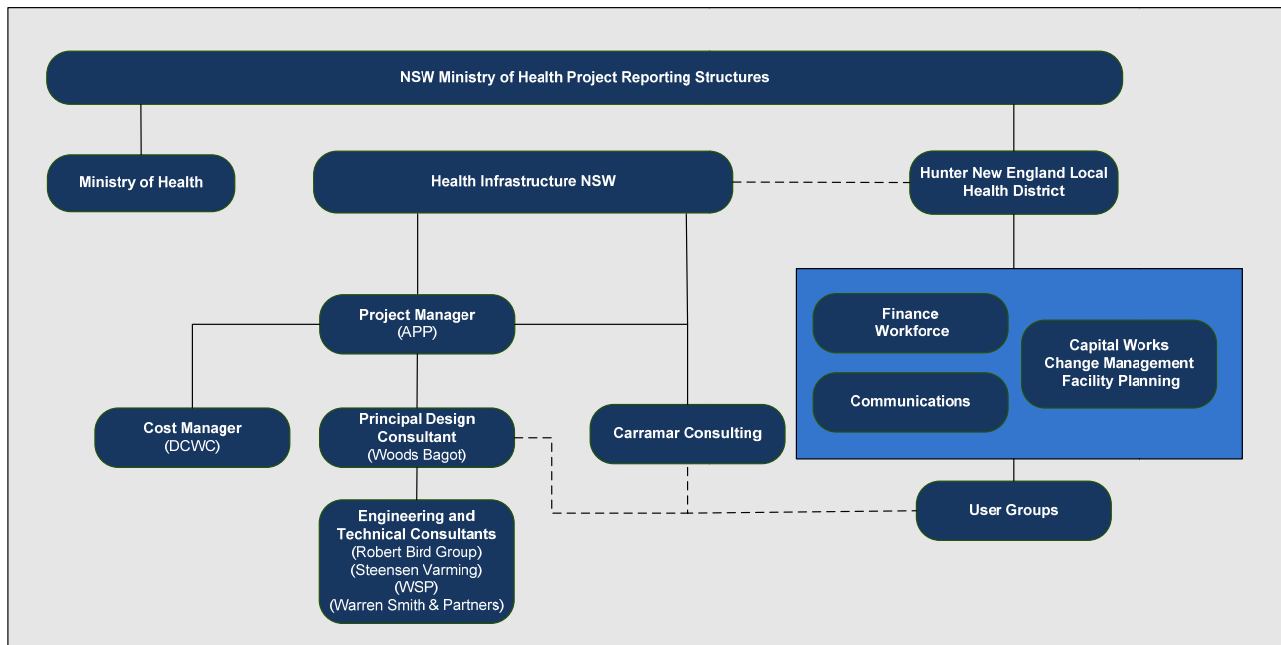 NSW Ministry of Health Project Reporting Structures
Ministry of Health
Health Infrastructure NSW
Hunter New England Local
Health District
Project Manager
(APP)
Finance
Workforce
Capital Works
Change Management
Facility Planning
Communications
Cost Manager
(DCWC)
Principal Design
Consultant
(Woods Bagot)
Carramar Consulting
Engineering and
Technical Consultants
(Robert Bird Group)
(Steensen Varming)
(WSP)
(Warren Smith & Partners)
User Groups